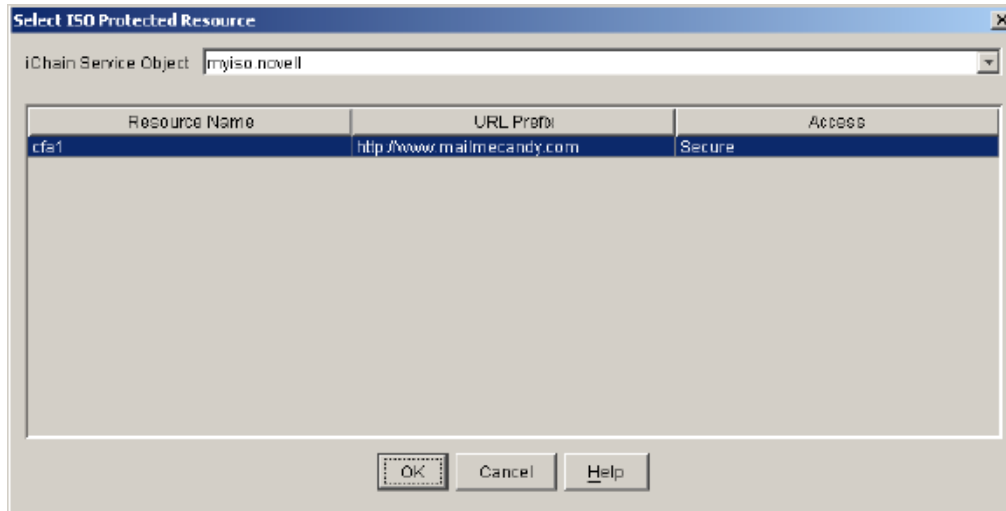 Select ISO Protected Resource
iChain Service Object myiso.novell
Resource Name URL Prefix Access
cfa1 http://www.mailmecandy.com Secure
OK Cancel Help